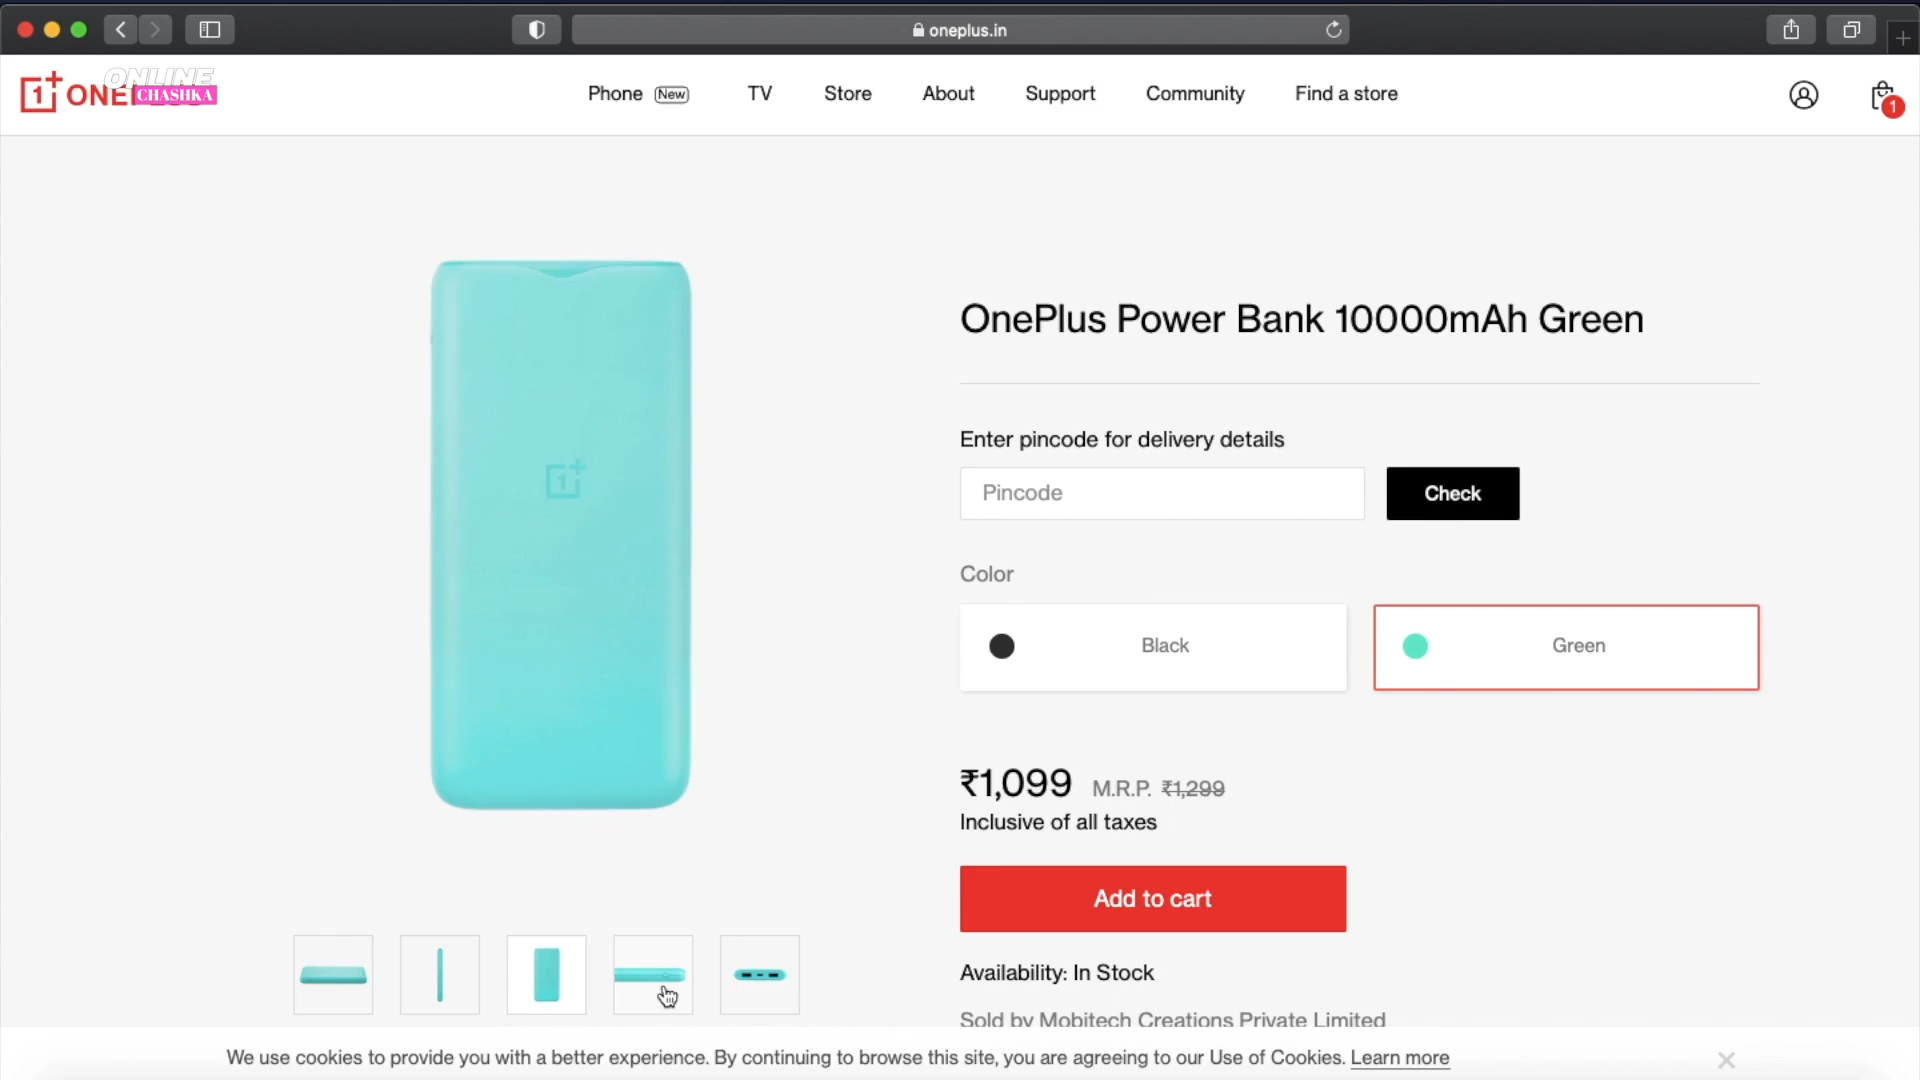 oneplus.in
ONLINE
CHASHKA
Phone New
TV
Store
About
Support
Community
Find a store
1
OnePlus Power Bank 10000mAh Green
Enter pincode for delivery details
Pincode
Check
Color
Black
Green
₹1,099 M.R.P. ₹1,299
Inclusive of all taxes
Add to cart
Availability: In Stock
Sold by Mobitech Creations Private Limited
We use cookies to provide you with a better experience. By continuing to browse this site, you are agreeing to our Use of Cookies. Learn more